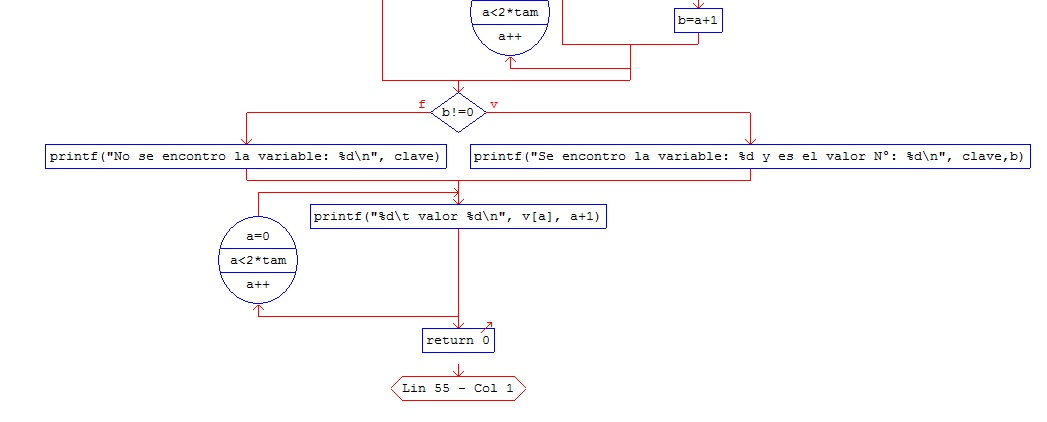 a<2*tam
a++
b=a+1
f
b!=0
v
printf("No se encontro la variable: %d\n", clave)
printf("Se encontro la variable: %d y es el valor N°: %d\n", clave,b)
printf("%d\t valor %d\n", v[a], a+1)
a=0
a<2*tam
a++
return 0
Lin 55 - Col 1